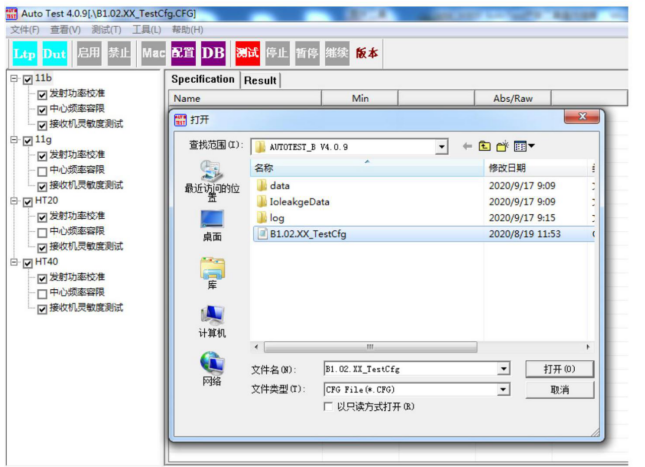 Auto Test 4.0.9[.\B1.02.XX_TestCfg.CFG]
文件(F) 查看(V) 测试(T) 工具(L) 帮助(H)
Ltp Dut 启用 禁止 Mac 配置 DB 测试 停止 暂停 继续 版本
11b
发射功率校准
中心频率容限
接收机灵敏度测试
11g
发射功率校准
中心频率容限
接收机灵敏度测试
HT20
发射功率校准
中心频率容限
接收机灵敏度测试
HT40
发射功率校准
中心频率容限
接收机灵敏度测试
Specification Result
Name Min Abs/Raw
打开
查找范围(I): AUTOTEST_B V4.0.9
名称 修改日期
data 2020/9/17 9:09
IoleakgeData 2020/9/17 9:09
log 2020/9/17 9:15
B1.02.XX_TestCfg 2020/8/19 11:53
最近访问的位置
桌面
库
计算机
网络
文件名(N): B1.02.XX_TestCfg 打开(O)
文件类型(T): CFG File(*.CFG) 取消
以只读方式打开(R)